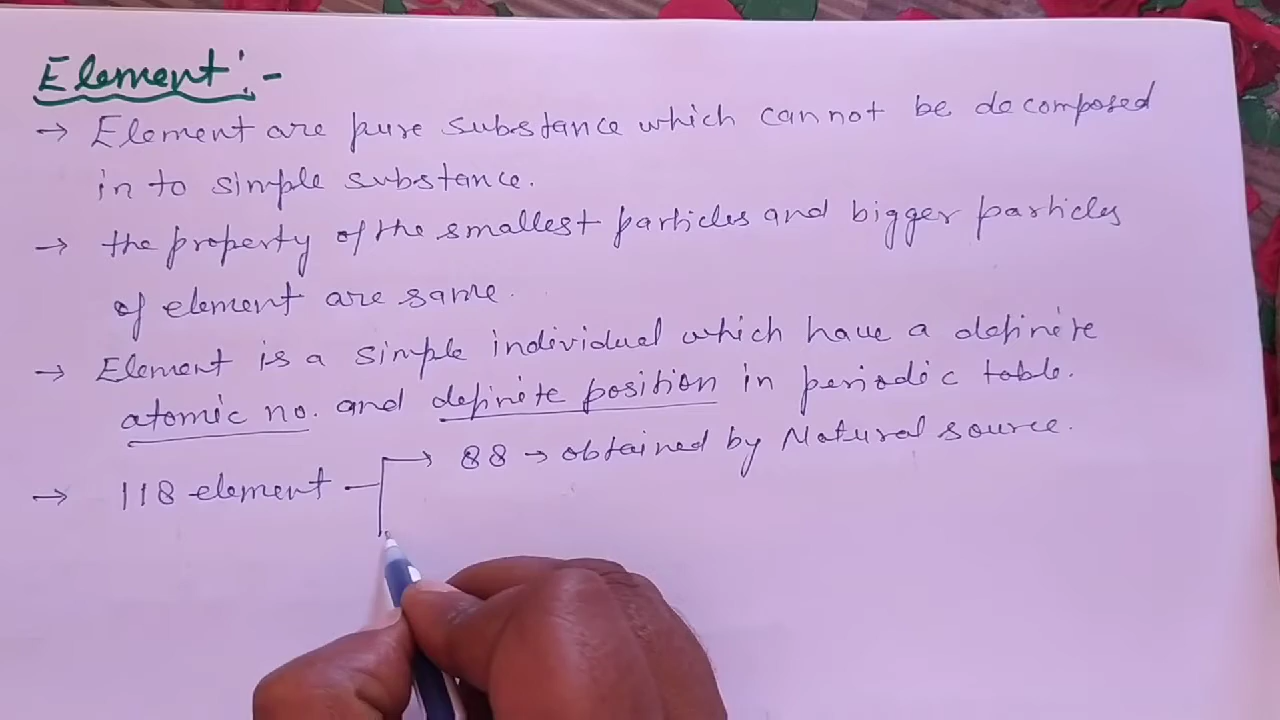 Element:-
→ Element are pure substance which cannot be decomposed
in to simple substance.
→ the property of the smallest particles and bigger particles
of element are same.
→ Element is a simple individual which have a definite
atomic no. and definite position in periodic table.
→ 118 element → 88 → obtained by Natural source.